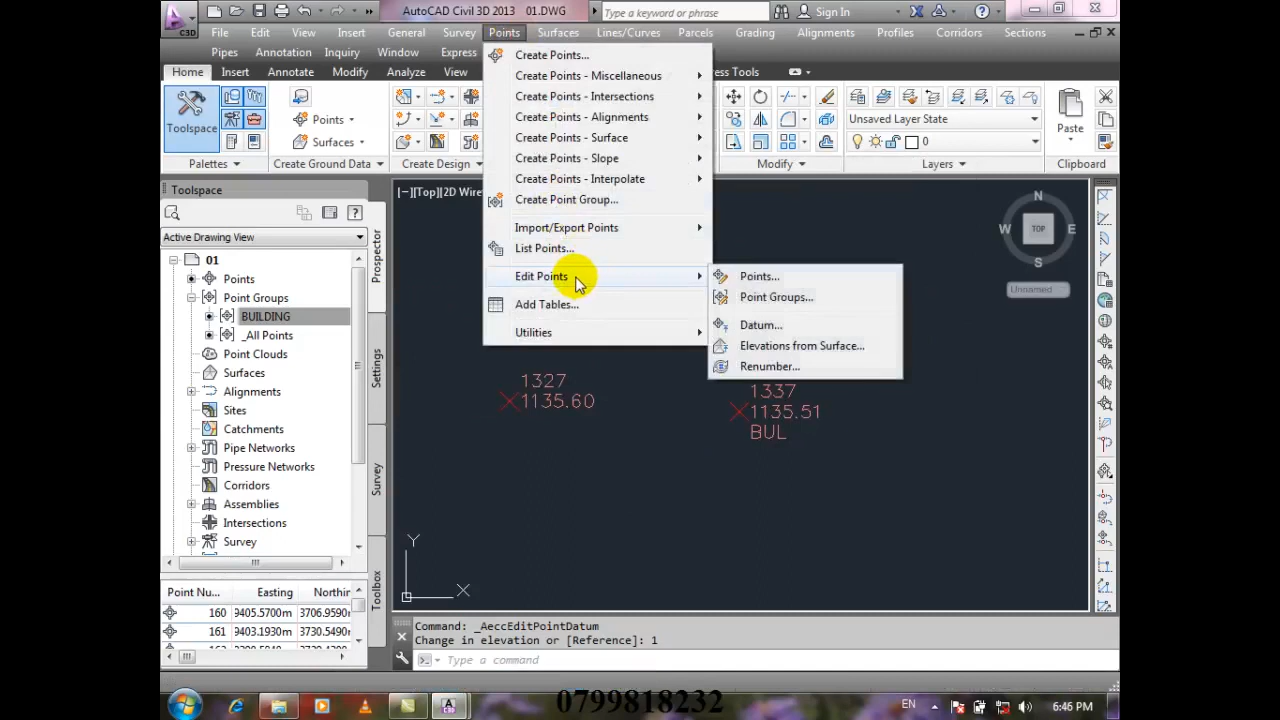 AutoCAD Civil 3D 2013 01.DWG
Type a keyword or phrase
Sign In
C3D
File Edit View Insert General Survey Points Surfaces Lines/Curves Parcels Grading Alignments Profiles Corridors Sections
Pipes Annotation Inquiry Window Express
Home Insert Annotate Modify Analyze View
Toolspace
Points
Surfaces
Unsaved Layer State
0
Paste
Palettes Create Ground Data Create Design Modify Layers Clipboard
Create Points...
Create Points - Miscellaneous
Create Points - Intersections
Create Points - Alignments
Create Points - Surface
Create Points - Slope
Create Points - Interpolate
Create Point Group...
Import/Export Points
List Points...
Edit Points
Add Tables...
Utilities
Points...
Point Groups...
Datum...
Elevations from Surface...
Renumber...
Toolspace
Active Drawing View
01
Points
Point Groups
BUILDING
_All Points
Point Clouds
Surfaces
Alignments
Sites
Catchments
Pipe Networks
Pressure Networks
Corridors
Assemblies
Intersections
Survey
Prospector
Settings
Survey
Toolbox
Point Nu... Easting Northin
160 9405.5700m 3706.9590m
161 9403.1930m 3730.5490m
[−][Top][2D Wire
N
W TOP E
S
Unnamed
1327
1135.60
1337
1135.51
BUL
Y
X
Command: _AeccEditPointDatum
Change in elevation or [Reference]: 1
Type a command
0799818232
EN
6:46 PM